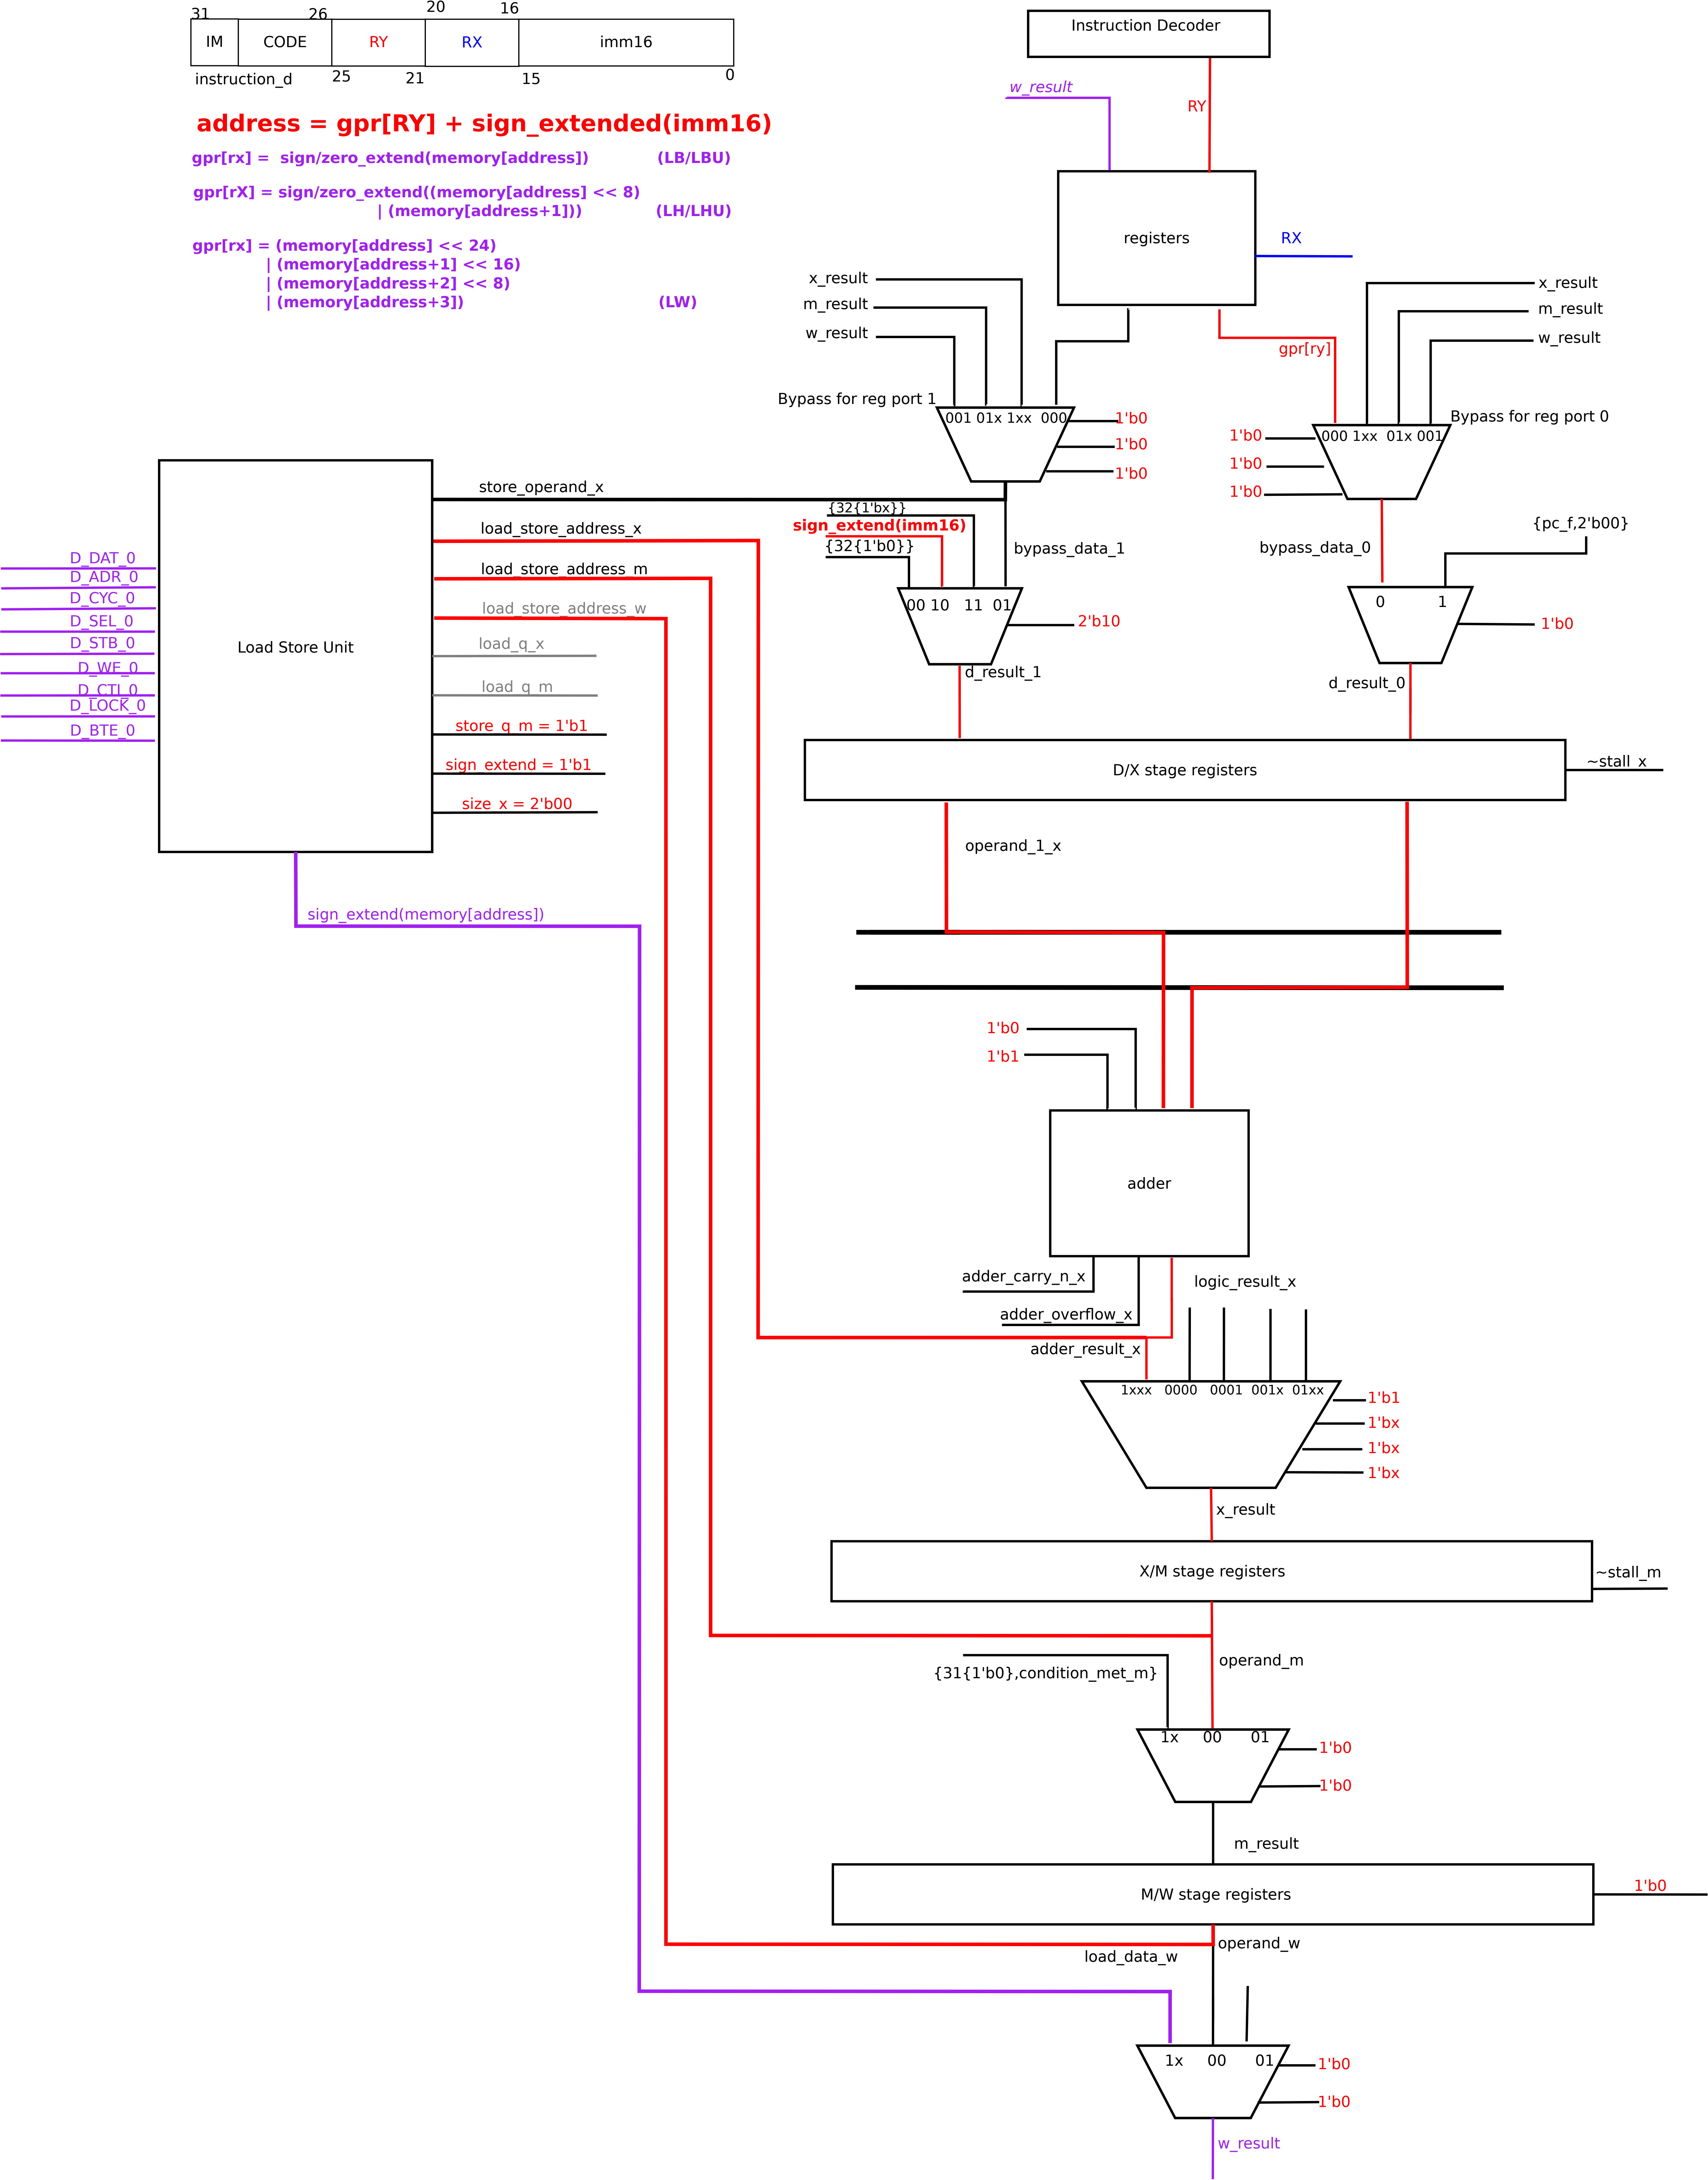 31
26
20
16
IM
CODE
RY
RX
imm16
instruction_d
25
21
15
0
address = gpr[RY] + sign_extended(imm16)
gpr[rx] =  sign/zero_extend(memory[address]) (LB/LBU)
gpr[rX] = sign/zero_extend((memory[address] << 8)
| (memory[address+1])) (LH/LHU)
gpr[rx] = (memory[address] << 24)
| (memory[address+1] << 16)
| (memory[address+2] << 8)
| (memory[address+3]) (LW)
Instruction Decoder
w_result
RY
registers
RX
x_result
m_result
w_result
gpr[ry]
x_result
m_result
w_result
Bypass for reg port 1
001 01x 1xx 000
1'b0
1'b0
1'b0
Bypass for reg port 0
000 1xx 01x 001
1'b0
1'b0
1'b0
store_operand_x
load_store_address_x
load_store_address_m
load_store_address_w
load_q_x
load_q_m
store_q_m = 1'b1
sign_extend = 1'b1
size_x = 2'b00
Load Store Unit
D_DAT_0
D_ADR_0
D_CYC_0
D_SEL_0
D_STB_0
D_WE_0
D_CTI_0
D_LOCK_0
D_BTE_0
sign_extend(memory[address])
{32{1'bx}}
sign_extend(imm16)
{32{1'b0}}
bypass_data_1
00 10 11 01
2'b10
d_result_1
{pc_f,2'b00}
bypass_data_0
0 1
1'b0
d_result_0
D/X stage registers
~stall_x
operand_1_x
1'b0
1'b1
adder
adder_carry_n_x
adder_overflow_x
logic_result_x
adder_result_x
1xxx 0000 0001 001x 01xx
1'b1
1'bx
1'bx
1'bx
x_result
X/M stage registers
~stall_m
operand_m
{31{1'b0},condition_met_m}
1x 00 01
1'b0
1'b0
m_result
M/W stage registers
1'b0
operand_w
load_data_w
1x 00 01
1'b0
1'b0
w_result